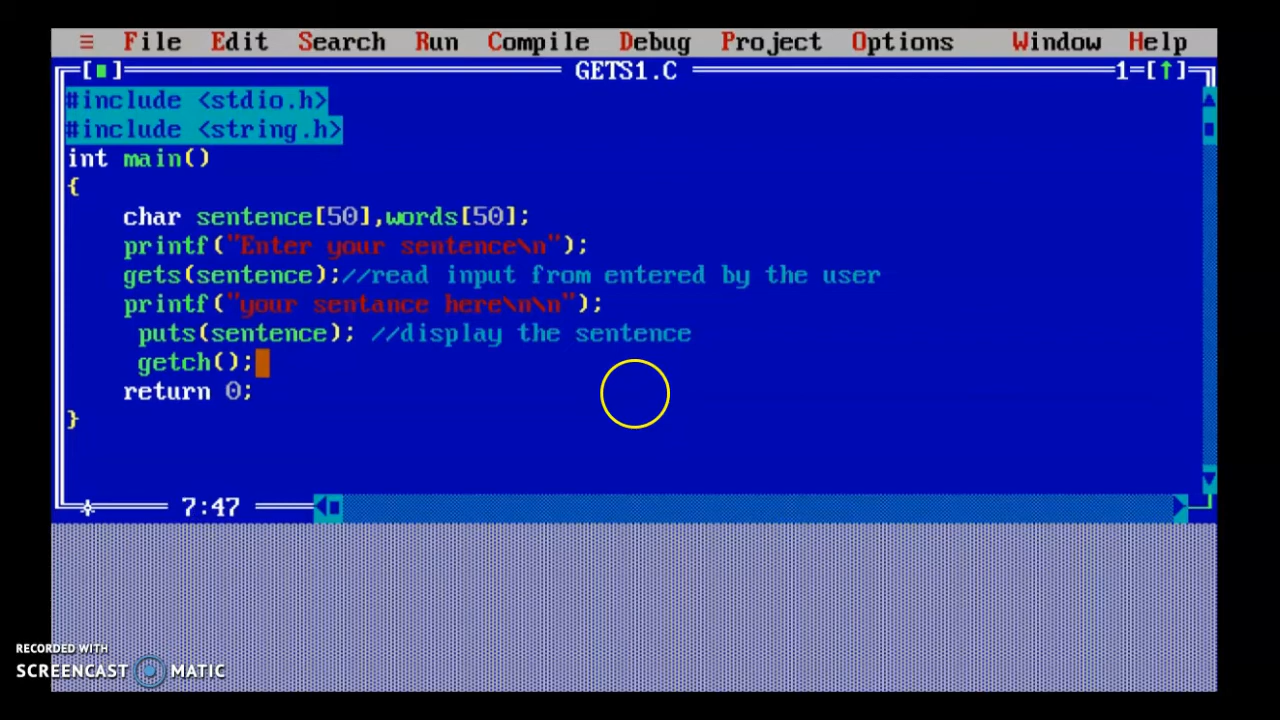 ≡ File Edit Search Run Compile Debug Project Options Window Help
[■] GETS1.C 1=[↑]
#include <stdio.h>
#include <string.h>
int main()
{
char sentence[50],words[50];
printf("Enter your sentence\n");
gets(sentence);//read input from entered by the user
printf("your sentance here\n\n");
puts(sentence); //display the sentence
getch();
return 0;
}
7:47
RECORDED WITH
SCREENCAST MATIC